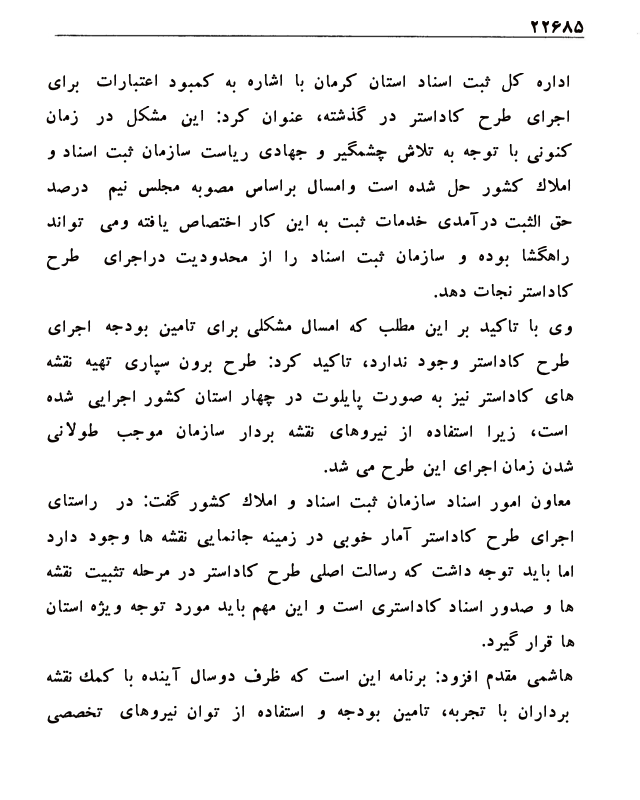 ۲۲۶۸۵
اداره کل ثبت اسناد استان کرمان با اشاره به کمبود اعتبارات برای
اجرای طرح کاداستر در گذشته، عنوان کرد: این مشکل در زمان
کنونی با توجه به تلاش چشمگیر و جهادی ریاست سازمان ثبت اسناد و
املاك کشور حل شده است وامسال براساس مصوبه مجلس نیم درصد
حق الثبت درآمدی خدمات ثبت به این کار اختصاص یافته ومی تواند
راهگشا بوده و سازمان ثبت اسناد را از محدودیت دراجرای طرح
کاداستر نجات دهد.
وی با تاکید بر این مطلب که امسال مشکلی برای تامین بودجه اجرای
طرح کاداستر وجود ندارد، تاکید کرد: طرح برون سپاری تهیه نقشه
های کاداستر نیز به صورت پایلوت در چهار استان کشور اجرایی شده
است، زیرا استفاده از نیروهای نقشه بردار سازمان موجب طولانی
شدن زمان اجرای این طرح می شد.
معاون امور اسناد سازمان ثبت اسناد و املاك کشور گفت: در راستای
اجرای طرح کاداستر آمار خوبی در زمینه جانمایی نقشه ها وجود دارد
اما باید توجه داشت که رسالت اصلی طرح کاداستر در مرحله تثبیت نقشه
ها و صدور اسناد کاداستری است و این مهم باید مورد توجه ویژه استان
ها قرار گیرد.
هاشمی مقدم افزود: برنامه این است که ظرف دوسال آینده با کمك نقشه
برداران با تجربه، تامین بودجه و استفاده از توان نیروهای تخصصی